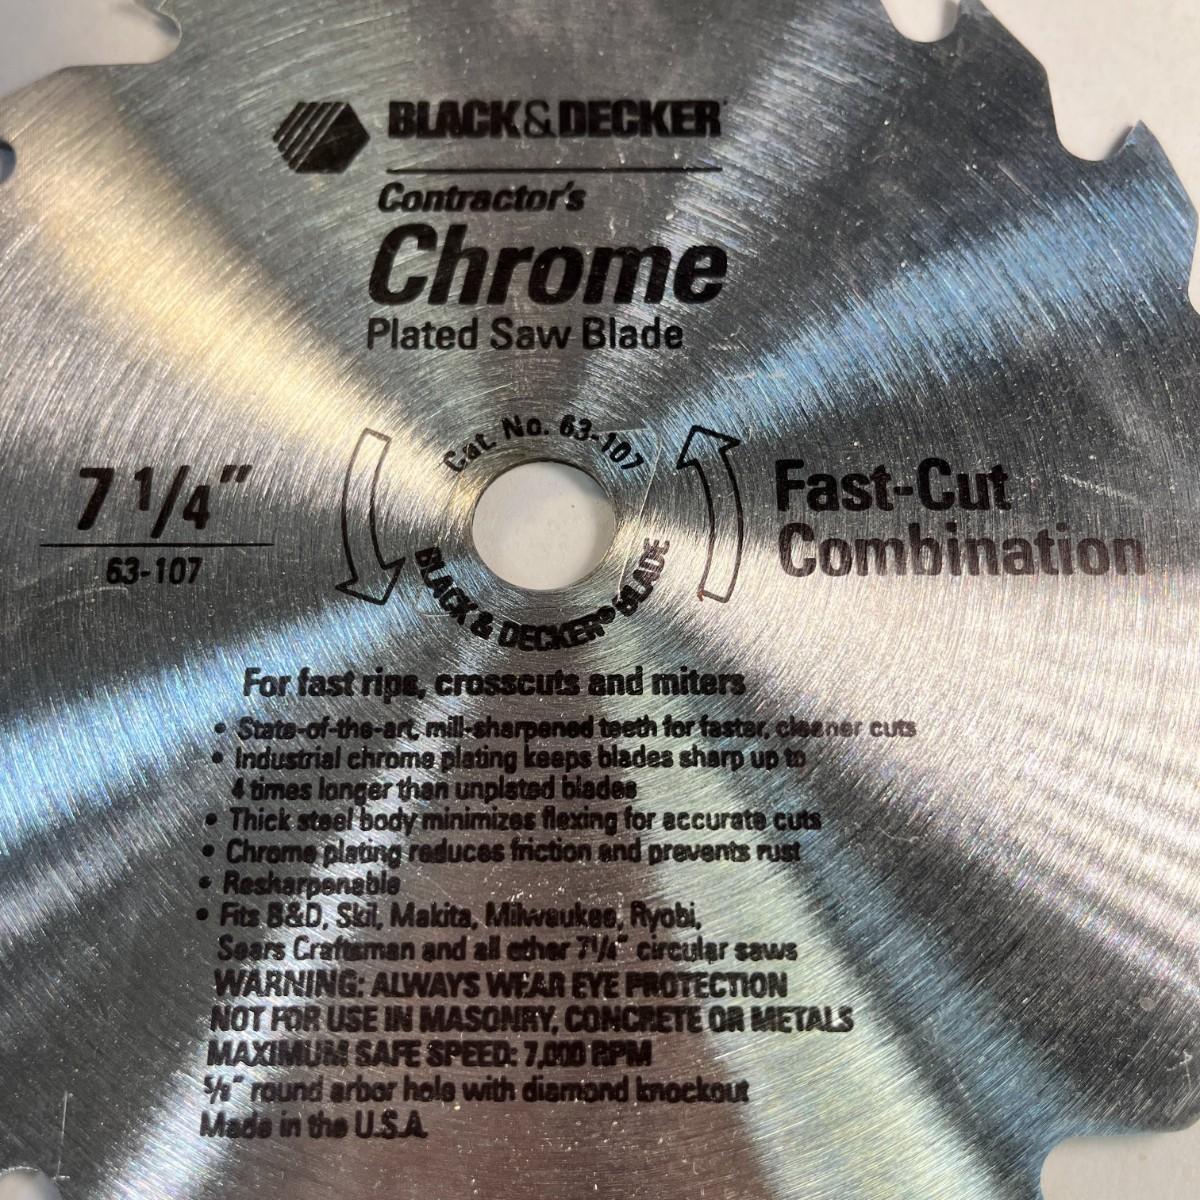 BLACK&DECKER
Contractor's
Chrome
Plated Saw Blade
Cat. No. 63-107
BLACK & DECKER® BLADE
7 1/4"
63-107
Fast-Cut
Combination
For fast rips, crosscuts and miters
• State-of-the-art, mill-sharpened teeth for faster, cleaner cuts
• Industrial chrome plating keeps blades sharp up to
4 times longer than unplated blades
• Thick steel body minimizes flexing for accurate cuts
• Chrome plating reduces friction and prevents rust
• Resharpenable
• Fits B&D, Skil, Makita, Milwaukee, Ryobi,
Sears Craftsman and all other 7 1/4" circular saws
WARNING: ALWAYS WEAR EYE PROTECTION
NOT FOR USE IN MASONRY, CONCRETE OR METALS
MAXIMUM SAFE SPEED: 7,000 RPM
5/8" round arbor hole with diamond knockout
Made in the U.S.A.